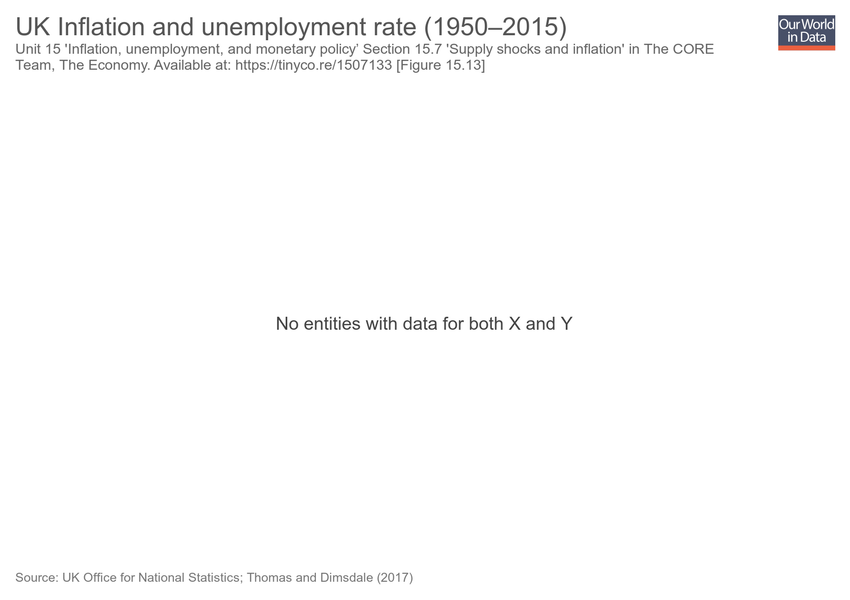 UK Inflation and unemployment rate (1950–2015)
Our World
in Data
Unit 15 'Inflation, unemployment, and monetary policy’ Section 15.7 'Supply shocks and inflation' in The CORE
Team, The Economy. Available at: https://tinyco.re/1507133 [Figure 15.13]
No entities with data for both X and Y
Source: UK Office for National Statistics; Thomas and Dimsdale (2017)